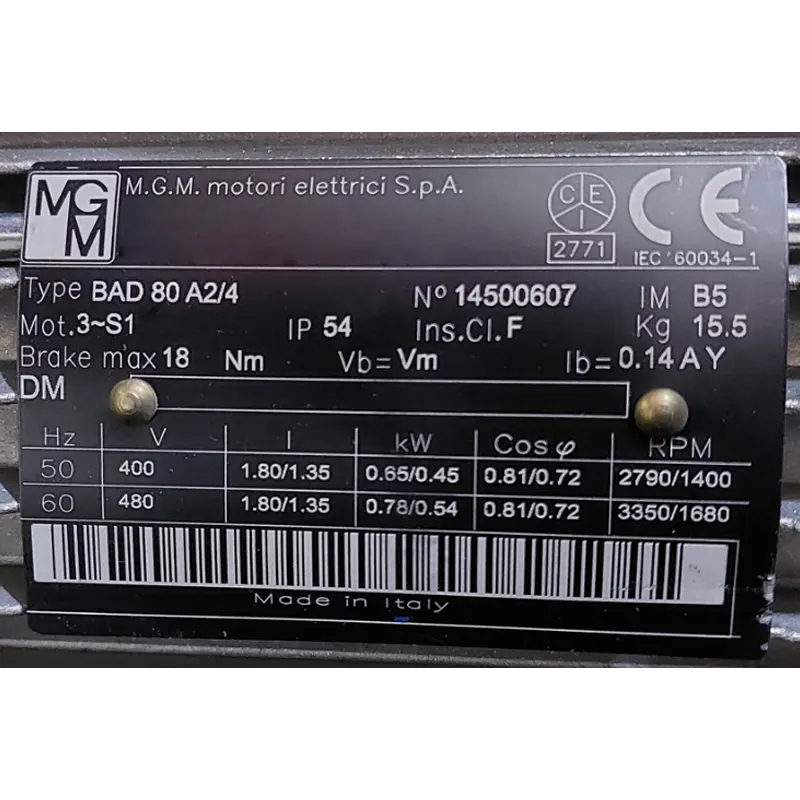 MGM M.G.M. motori elettrici S.p.A. CEI
2771 IEC 60034-1
Type BAD 80 A2/4 Nº 14500607 IM B5
Mot.3~S1 IP 54 Ins.Cl.F Kg 15.5
Brake max 18 Nm Vb=Vm Ib=0.14A Y
DM
Hz V I kW Cos φ RPM
50 400 1.80/1.35 0.65/0.45 0.81/0.72 2790/1400
60 480 1.80/1.35 0.78/0.54 0.81/0.72 3350/1680
Made in Italy